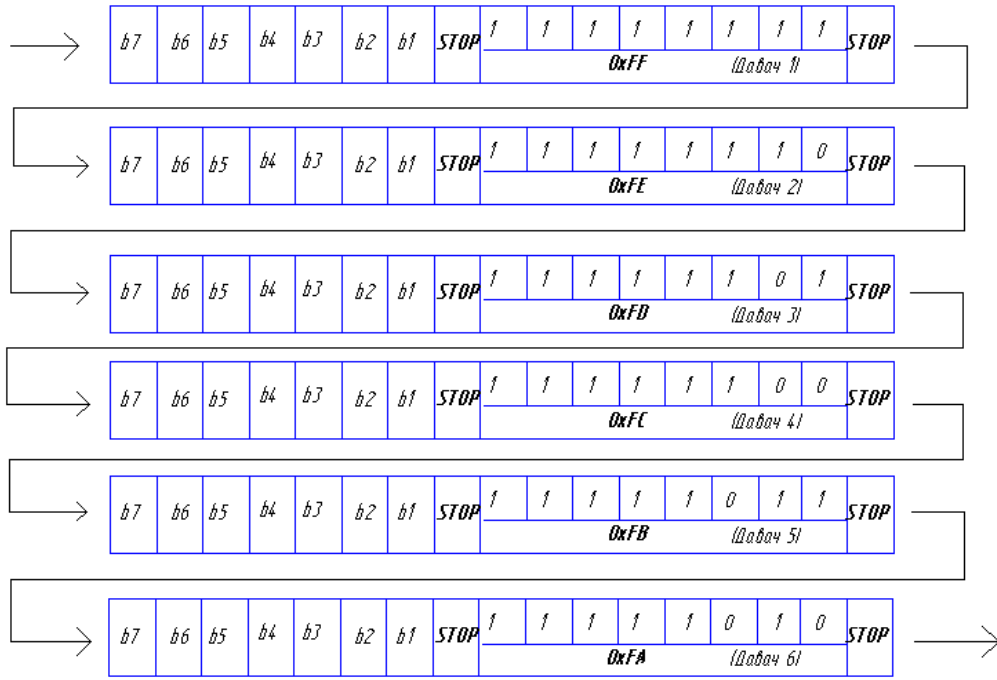 b7 b6 b5 b4 b3 b2 b1 STOP 1 1 1 1 1 1 1 1 STOP
0xFF (Давач 1)
b7 b6 b5 b4 b3 b2 b1 STOP 1 1 1 1 1 1 1 0 STOP
0xFE (Давач 2)
b7 b6 b5 b4 b3 b2 b1 STOP 1 1 1 1 1 1 0 1 STOP
0xFD (Давач 3)
b7 b6 b5 b4 b3 b2 b1 STOP 1 1 1 1 1 1 0 0 STOP
0xFC (Давач 4)
b7 b6 b5 b4 b3 b2 b1 STOP 1 1 1 1 1 0 1 1 STOP
0xFB (Давач 5)
b7 b6 b5 b4 b3 b2 b1 STOP 1 1 1 1 1 0 1 0 STOP
0xFA (Давач 6)